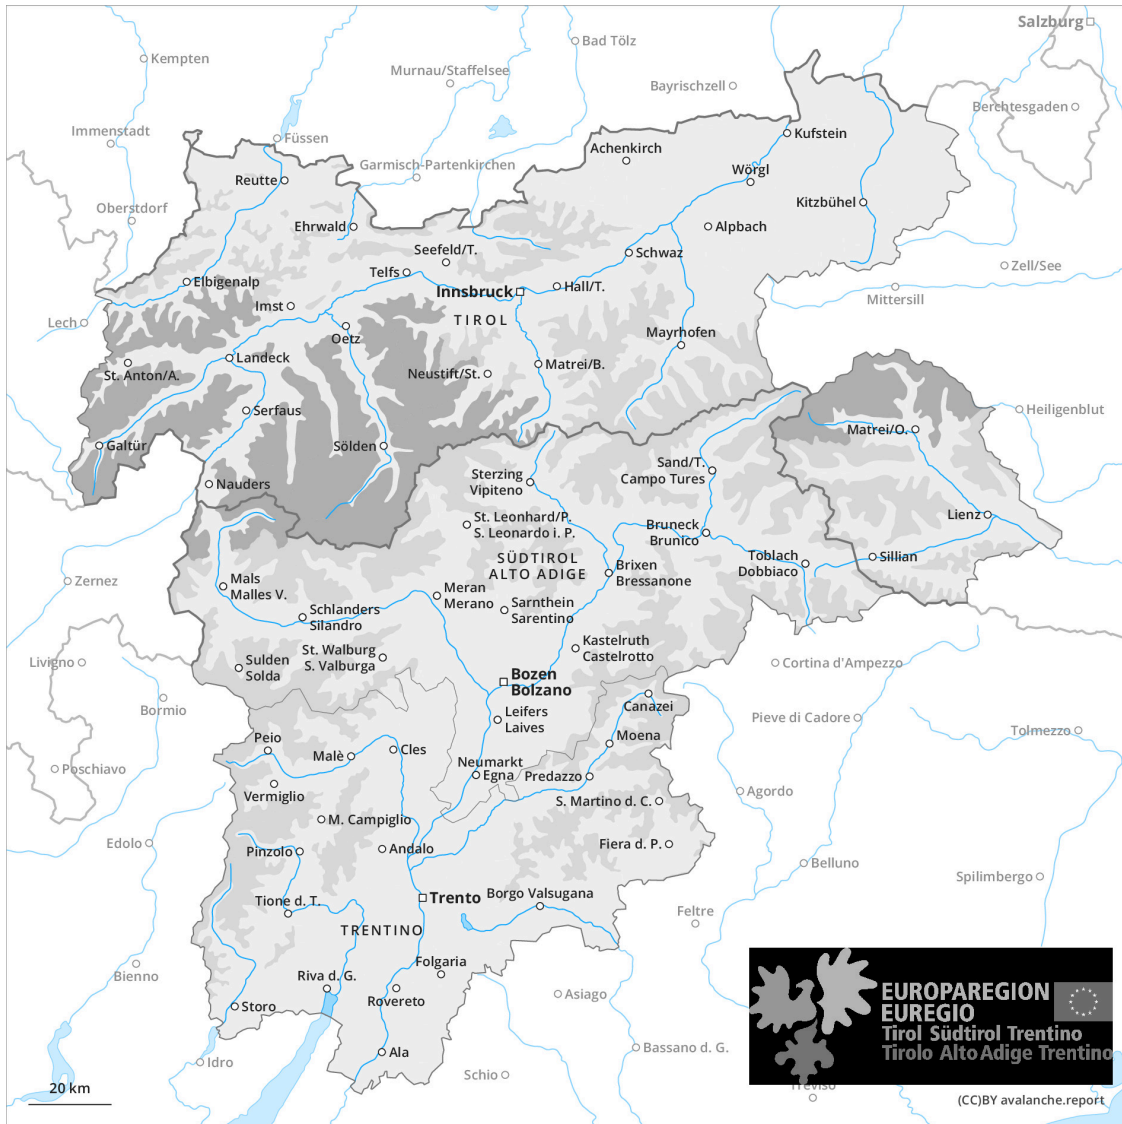 Salzburg
Bad Tölz
Kempten
Murnau/Staffelsee
Bayrischzell
Berchtesgaden
Immenstadt
Füssen
Kufstein
Achenkirch
Garmisch-Partenkirchen
Wörgl
Reutte
Kitzbühel
Oberstdorf
Ehrwald
Alpbach
Seefeld/T.
Schwaz
Zell/See
Telfs
Elbigenalp
Hall/T.
Innsbruck
Mittersill
Imst
TIROL
Lech
Oetz
Mayrhofen
Landeck
Matrei/B.
St. Anton/A.
Neustift/St.
Serfaus
Heiligenblut
Matrei/O.
Galtür
Sölden
Sand/T.
Campo Tures
Sterzing
Vipiteno
Nauders
St. Leonhard/P.
S. Leonardo i. P.
Lienz
Bruneck
Brunico
SÜDTIROL
ALTO ADIGE
Toblach
Dobbiaco
Sillian
Brixen
Bressanone
Zernez
Mals
Malles V.
Meran
Merano
Sarnthein
Sarentino
Schlanders
Silandro
Kastelruth
Castelrotto
St. Walburg
S. Valburga
Livigno
Sulden
Solda
Cortina d'Ampezzo
Bozen
Bolzano
Bormio
Canazei
Leifers
Laives
Pieve di Cadore
Tolmezzo
Peio
Moena
Cles
Malè
Neumarkt
Egna
Predazzo
Poschiavo
Vermiglio
Agordo
S. Martino d. C.
M. Campiglio
Edolo
Pinzolo
Andalo
Fiera d. P.
Belluno
Spilimbergo
Borgo Valsugana
Tione d. T.
Trento
Feltre
TRENTINO
Folgaria
Bienno
Riva d. G.
Rovereto
Asiago
Storo
EUROPAREGION
EUREGIO
Tirol Südtirol Trentino
Tirolo Alto Adige Trentino
Ala
Bassano d. G.
Idro
Schio
Treviso
20 km
(CC)BY avalanche.report